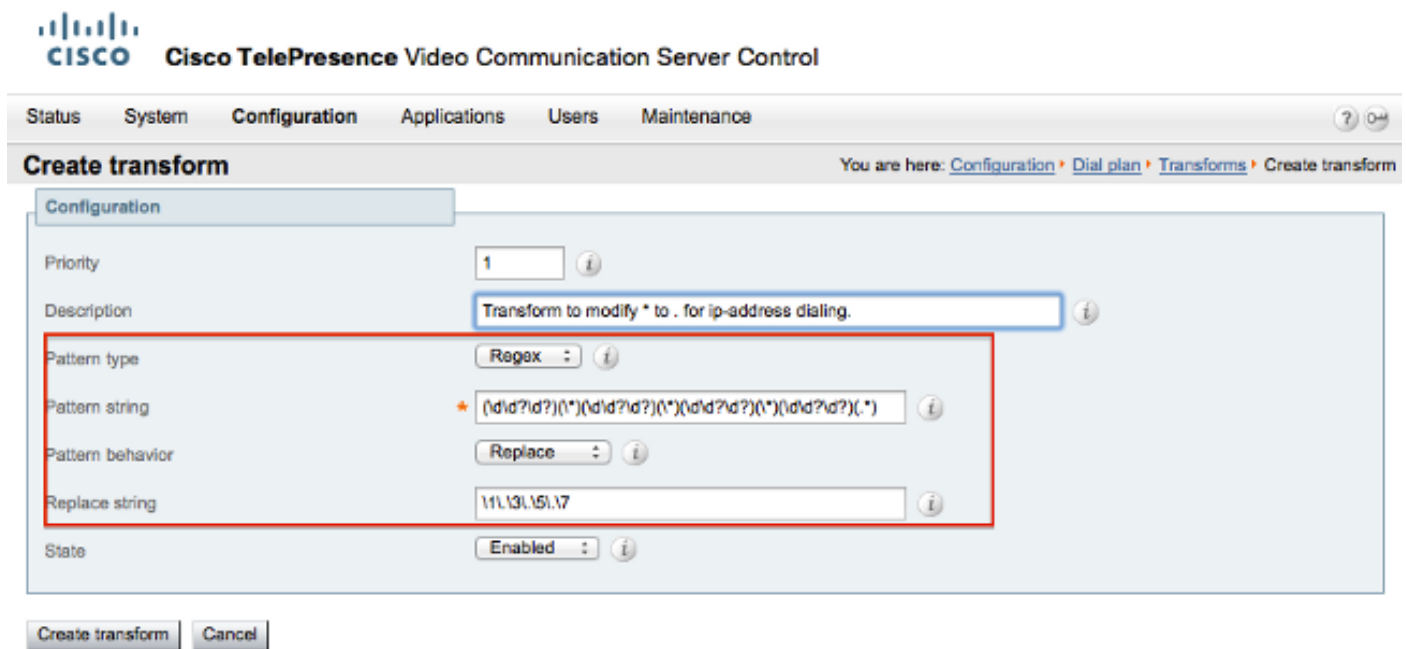 CISCO Cisco TelePresence Video Communication Server Control
Status System Configuration Applications Users Maintenance ?
Create transform You are here: Configuration Dial plan Transforms Create transform
Configuration
Priority 1 i
Description Transform to modify * to . for ip-address dialing. i
Pattern type Regex i
Pattern string * (\d\d?\d?)(\*)(\d\d?\d?)(\*)(\d\d?\d?)(\*)(\d\d?\d?)(.*) i
Pattern behavior Replace i
Replace string \1\.\3\.\5\.\7 i
State Enabled i
Create transform Cancel